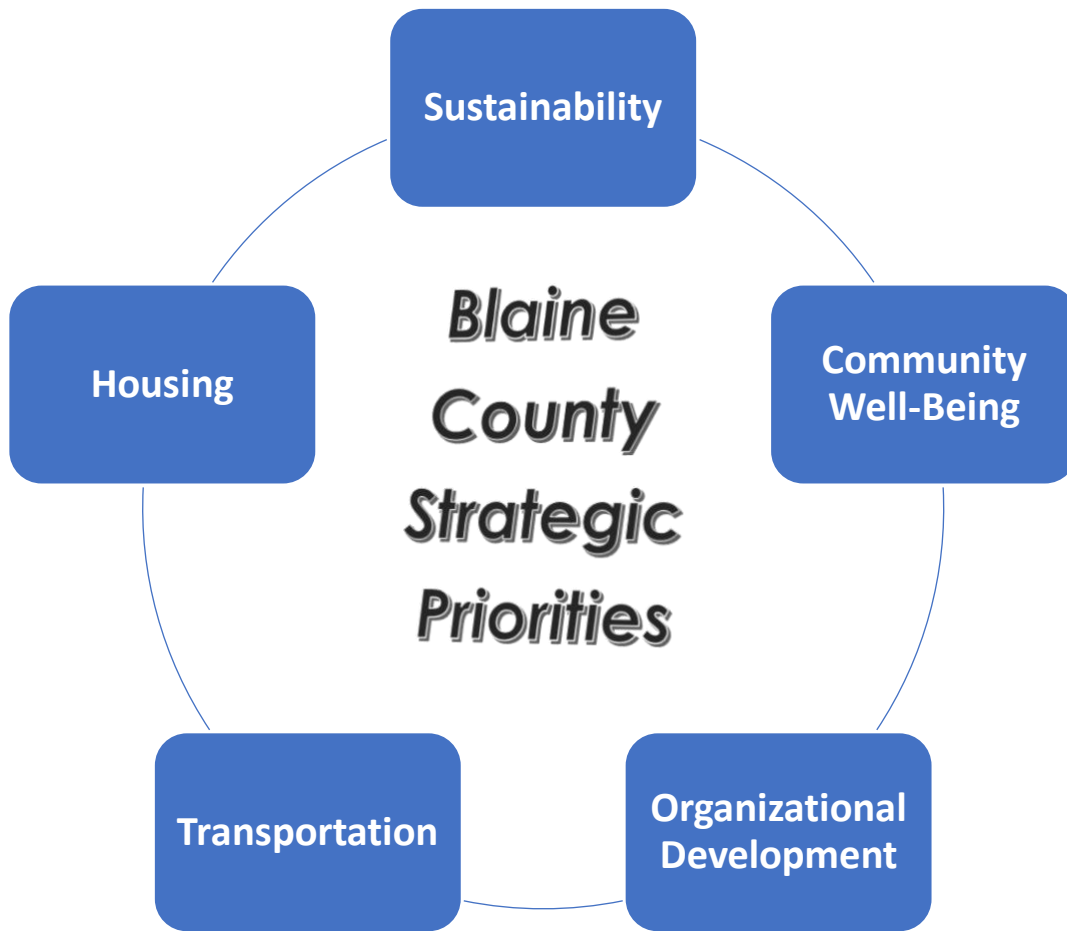 Sustainability
Community
Well-Being
Organizational
Development
Transportation
Housing
Blaine
County
Strategic
Priorities